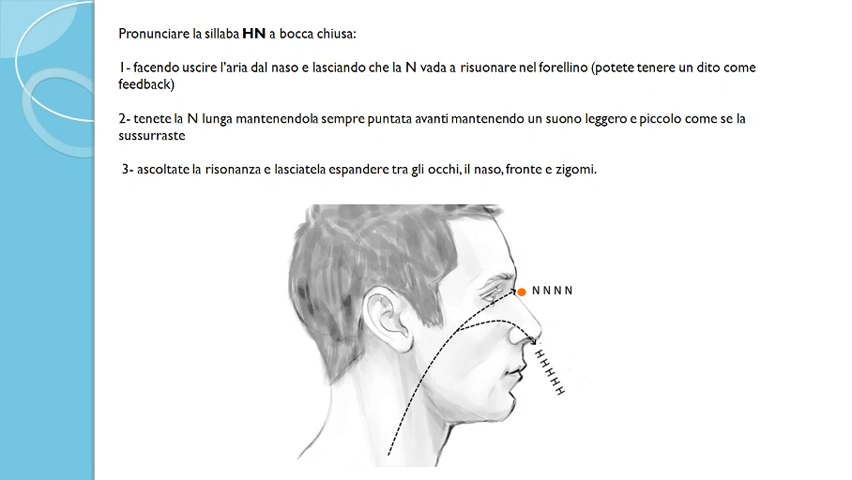 Pronunciare la sillaba HN a bocca chiusa:
1- facendo uscire l'aria dal naso e lasciando che la N vada a risuonare nel forellino (potete tenere un dito come
feedback)
2- tenete la N lunga mantenendola sempre puntata avanti mantenendo un suono leggero e piccolo come se la
sussurraste
3- ascoltate la risonanza e lasciatela espandere tra gli occhi, il naso, fronte e zigomi.
N N N N
H H H H H